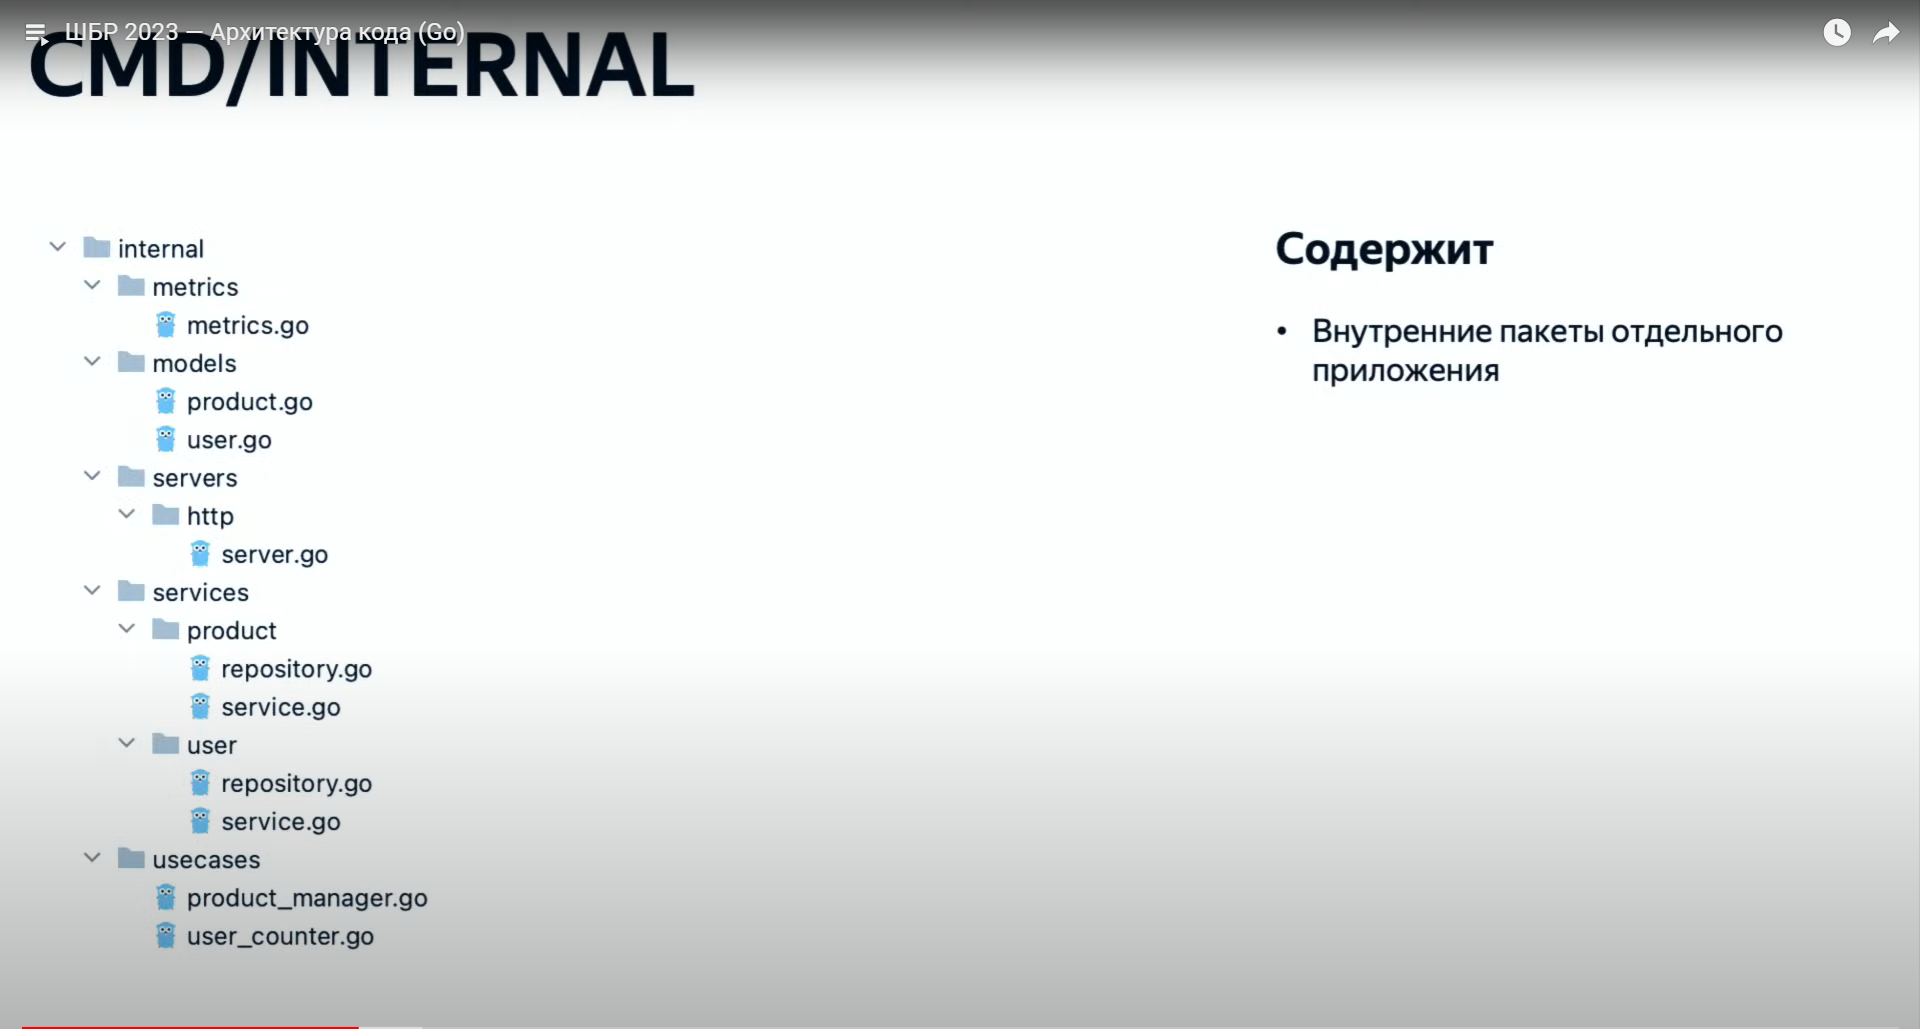 ШБР 2023 — Архитектура кода (Go)
CMD/INTERNAL
internal
metrics
metrics.go
models
product.go
user.go
servers
http
server.go
services
product
repository.go
service.go
user
repository.go
service.go
usecases
product_manager.go
user_counter.go
Содержит
• Внутренние пакеты отдельного
приложения